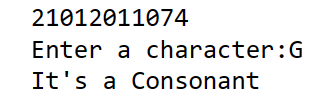 21012011074
Enter a character:G
It's a Consonant